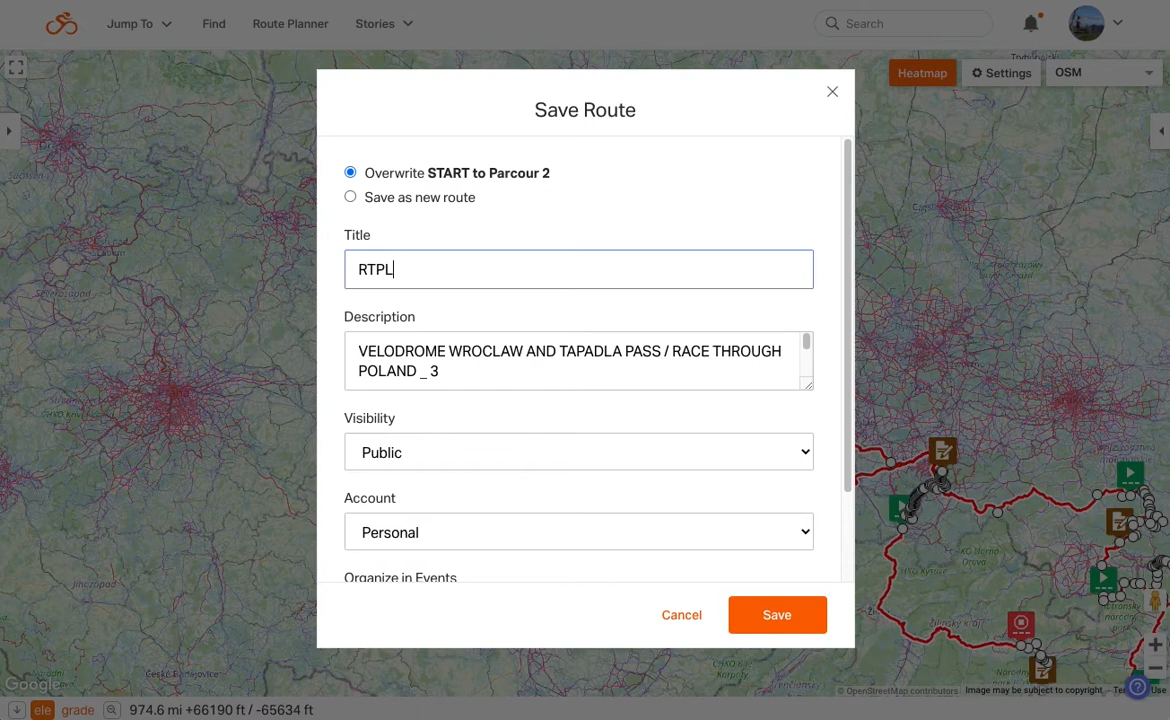 Jump To
Find
Route Planner
Stories
Search
Heatmap
Settings
OSM
Save Route
Overwrite START to Parcour 2
Save as new route
Title
RTPL
Description
VELODROME WROCLAW AND TAPADLA PASS / RACE THROUGH
POLAND _ 3
Visibility
Public
Account
Personal
Organize in Events
Cancel
Save
Google
© OpenStreetMap contributors
Image may be subject to copyright
ele
grade
974.6 mi +66190 ft / -65634 ft